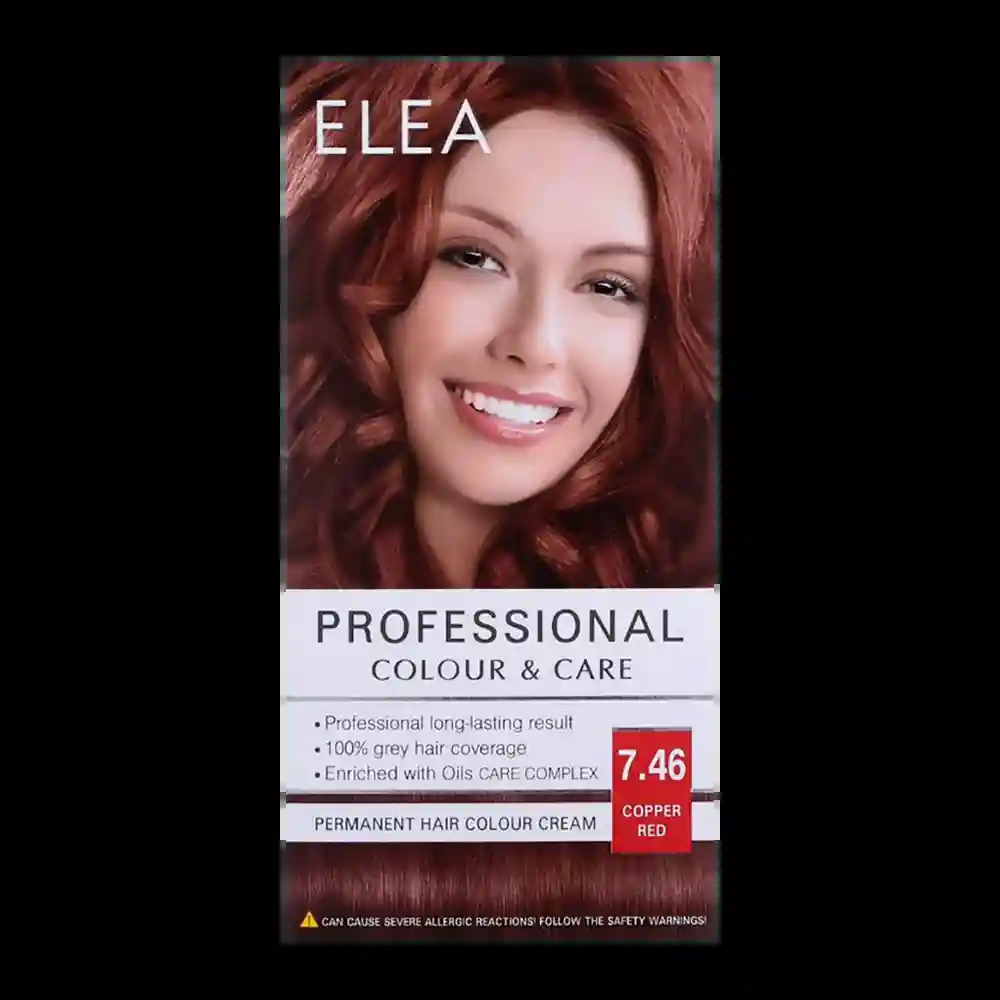 ELEA
PROFESSIONAL
COLOUR & CARE
• Professional long-lasting result
• 100% grey hair coverage
• Enriched with Oils CARE COMPLEX
7.46
COPPER
RED
PERMANENT HAIR COLOUR CREAM
CAN CAUSE SEVERE ALLERGIC REACTIONS! FOLLOW THE SAFETY WARNINGS!